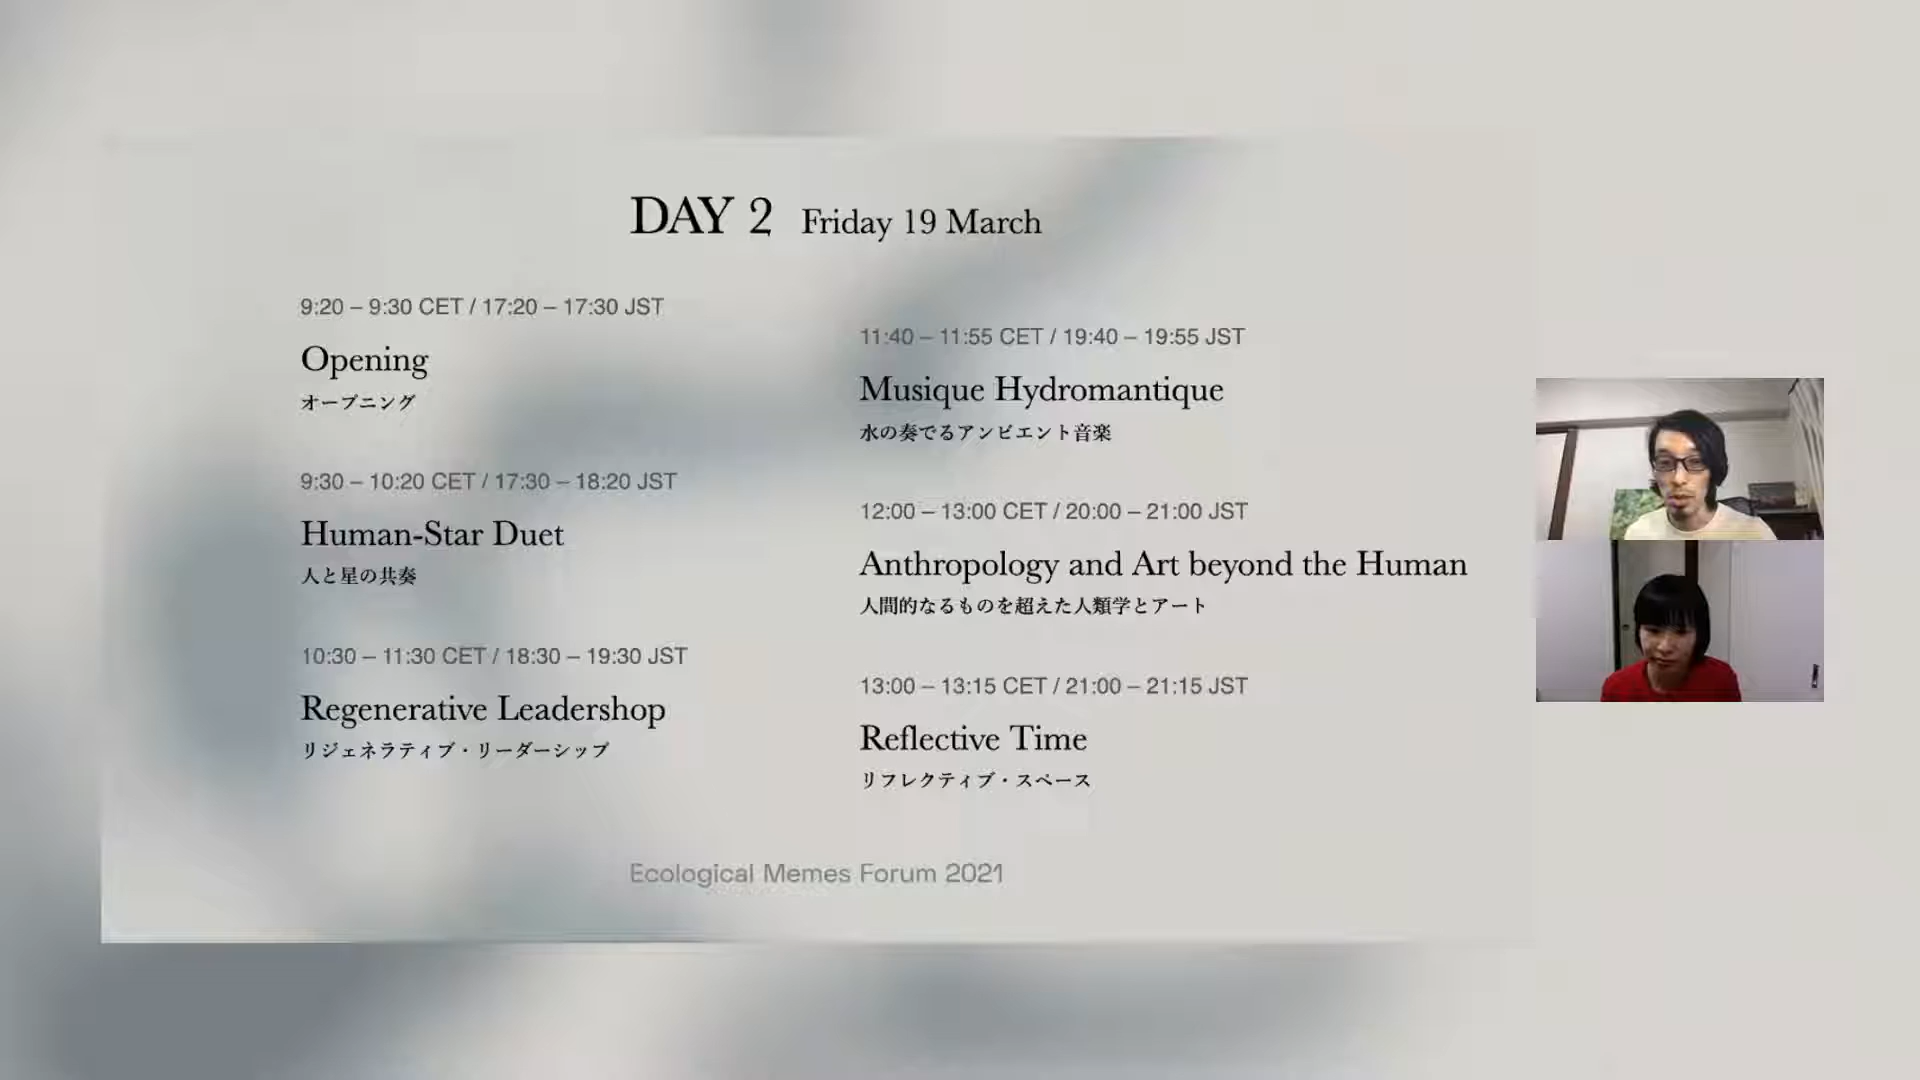 DAY 2 Friday 19 March
9:20 – 9:30 CET / 17:20 – 17:30 JST
Opening
オープニング
9:30 – 10:20 CET / 17:30 – 18:20 JST
Human-Star Duet
人と星の共奏
10:30 – 11:30 CET / 18:30 – 19:30 JST
Regenerative Leadershop
リジェネラティブ・リーダーシップ
11:40 – 11:55 CET / 19:40 – 19:55 JST
Musique Hydromantique
水の奏でるアンビエント音楽
12:00 – 13:00 CET / 20:00 – 21:00 JST
Anthropology and Art beyond the Human
人間的なるものを超えた人類学とアート
13:00 – 13:15 CET / 21:00 – 21:15 JST
Reflective Time
リフレクティブ・スペース
Ecological Memes Forum 2021